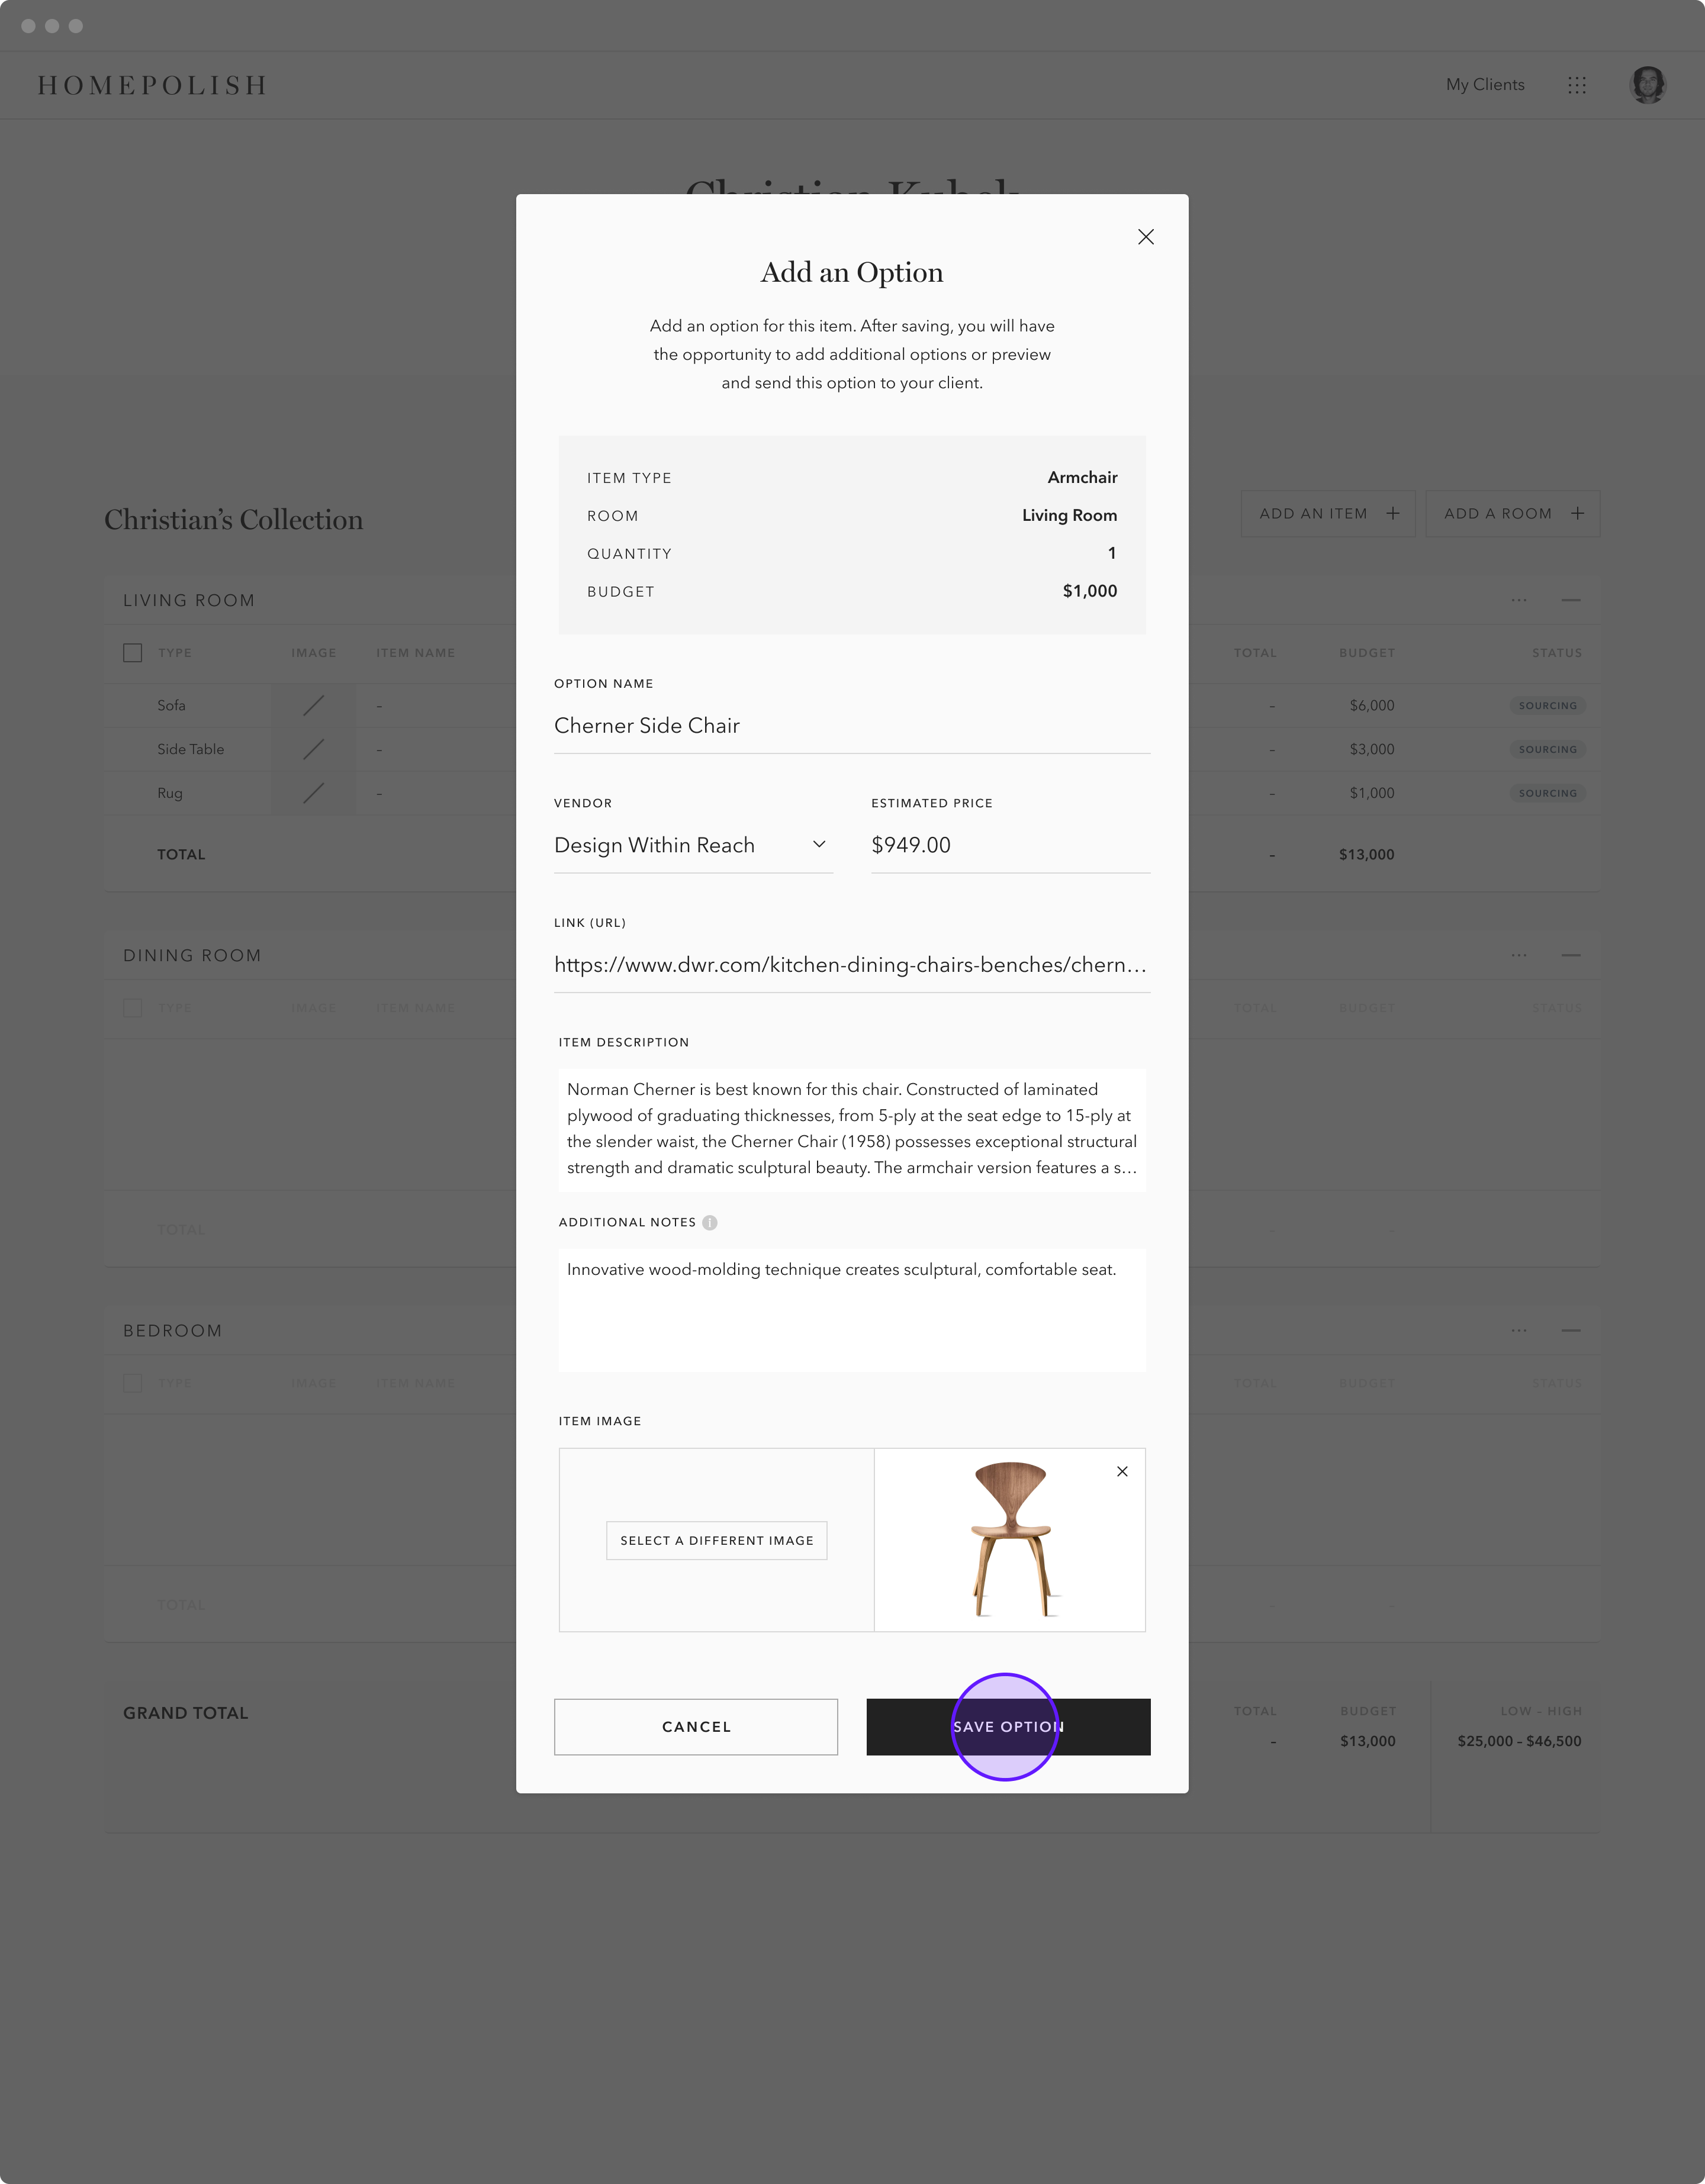 HOMEPOLISH
My Clients
Christian Kubek
Add an Option
Add an option for this item. After saving, you will have
the opportunity to add additional options or preview
and send this option to your client.
ITEM TYPE Armchair
ROOM Living Room
QUANTITY 1
BUDGET $1,000
OPTION NAME
Cherner Side Chair
VENDOR ESTIMATED PRICE
Design Within Reach $949.00
LINK (URL)
https://www.dwr.com/kitchen-dining-chairs-benches/chern...
ITEM DESCRIPTION
Norman Cherner is best known for this chair. Constructed of laminated
plywood of graduating thicknesses, from 5-ply at the seat edge to 15-ply at
the slender waist, the Cherner Chair (1958) possesses exceptional structural
strength and dramatic sculptural beauty. The armchair version features a s...
ADDITIONAL NOTES i
Innovative wood-molding technique creates sculptural, comfortable seat.
ITEM IMAGE
SELECT A DIFFERENT IMAGE
CANCEL SAVE OPTION
Christian's Collection
ADD AN ITEM + ADD A ROOM +
LIVING ROOM
TYPE IMAGE ITEM NAME TOTAL BUDGET STATUS
Sofa – – $6,000 SOURCING
Side Table – – $3,000 SOURCING
Rug – – $1,000 SOURCING
TOTAL – $13,000
DINING ROOM
TYPE IMAGE ITEM NAME TOTAL BUDGET STATUS
TOTAL – –
BEDROOM
TYPE IMAGE ITEM NAME TOTAL BUDGET STATUS
TOTAL – –
GRAND TOTAL TOTAL BUDGET LOW – HIGH
– $13,000 $25,000 – $46,500